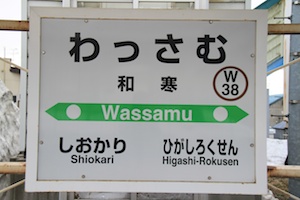 わっさむ
和寒
W
38
Wassamu
しおかり ひがしろくせん
Shiokari Higashi-Rokusen